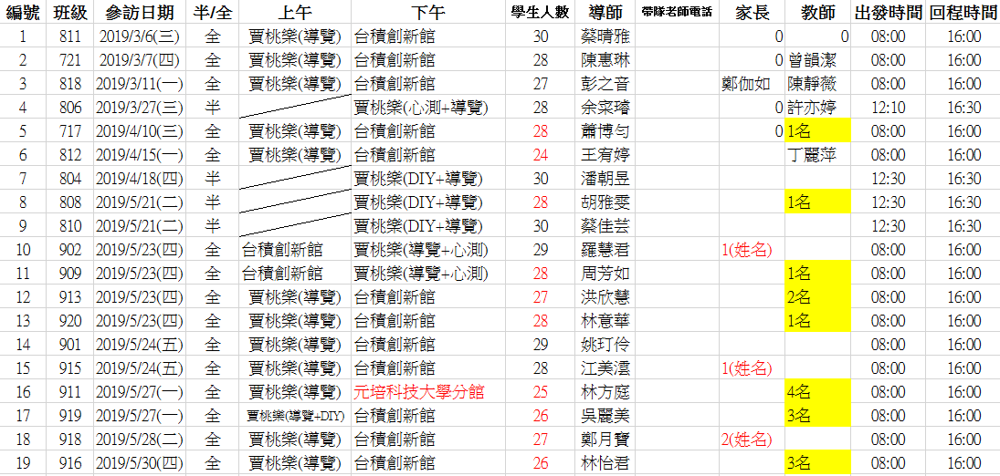 編號 班級 參訪日期 半/全 上午 下午 學生人數 導師 帶隊老師電話 家長 教師 出發時間 回程時間
1 811 2019/3/6(三) 全 賈桃樂(導覽) 台積創新館 30 蔡晴雅 0 0 08:00 16:00
2 721 2019/3/7(四) 全 賈桃樂(導覽) 台積創新館 28 陳惠琳 0 曾韻潔 08:00 16:00
3 818 2019/3/11(一) 全 賈桃樂(導覽) 台積創新館 27 彭之音 鄭伽如 陳靜薇 08:00 16:00
4 806 2019/3/27(三) 半 賈桃樂(心測+導覽) 28 余寀璿 0 許亦婷 12:10 16:30
5 717 2019/4/10(三) 全 賈桃樂(導覽) 台積創新館 28 蕭博匀 0 1名 08:00 16:00
6 812 2019/4/15(一) 全 賈桃樂(導覽) 台積創新館 24 王宥婷 丁麗萍 08:00 16:00
7 804 2019/4/18(四) 半 賈桃樂(DIY+導覽) 30 潘朝昱 12:30 16:30
8 808 2019/5/21(二) 半 賈桃樂(DIY+導覽) 28 胡雅雯 1名 12:30 16:30
9 810 2019/5/21(二) 半 賈桃樂(DIY+導覽) 30 蔡佳芸 12:30 16:30
10 902 2019/5/23(四) 全 台積創新館 賈桃樂(導覽+心測) 29 羅慧君 1(姓名) 08:00 16:00
11 909 2019/5/23(四) 全 台積創新館 賈桃樂(導覽+心測) 28 周芳如 1名 08:00 16:00
12 913 2019/5/23(四) 全 賈桃樂(導覽) 台積創新館 27 洪欣慧 2名 08:00 16:00
13 920 2019/5/23(四) 全 賈桃樂(導覽) 台積創新館 28 林意華 1名 08:00 16:00
14 901 2019/5/24(五) 全 賈桃樂(導覽) 台積創新館 29 姚玎伶 08:00 16:00
15 915 2019/5/24(五) 全 賈桃樂(導覽) 台積創新館 28 江美澐 1(姓名) 08:00 16:00
16 911 2019/5/27(一) 全 賈桃樂(導覽) 元培科技大學分館 25 林方庭 4名 08:00 16:00
17 919 2019/5/27(一) 全 賈桃樂(導覽+DIY) 台積創新館 26 吳麗美 3名 08:00 16:00
18 918 2019/5/28(二) 全 賈桃樂(導覽) 台積創新館 27 鄭月寶 2(姓名) 08:00 16:00
19 916 2019/5/30(四) 全 賈桃樂(導覽) 台積創新館 26 林怡君 3名 08:00 16:00